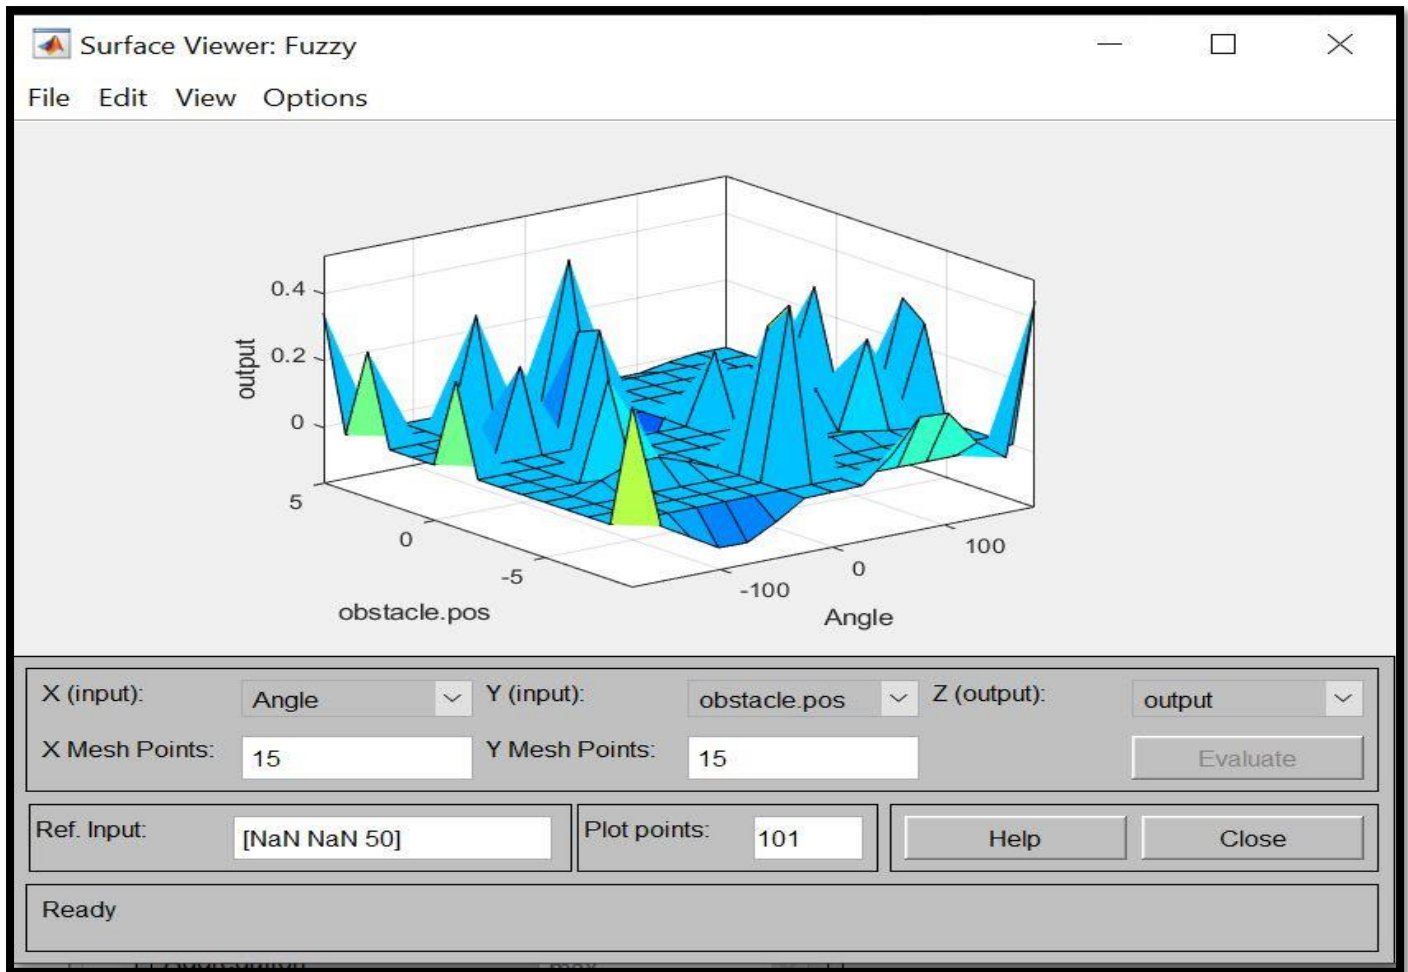 Surface Viewer: Fuzzy
File Edit View Options
0.4
0.2
0
output
5
0
-5
obstacle.pos
-100
0
100
Angle
X (input): Angle Y (input): obstacle.pos Z (output): output
X Mesh Points: 15 Y Mesh Points: 15 Evaluate
Ref. Input: [NaN NaN 50] Plot points: 101 Help Close
Ready